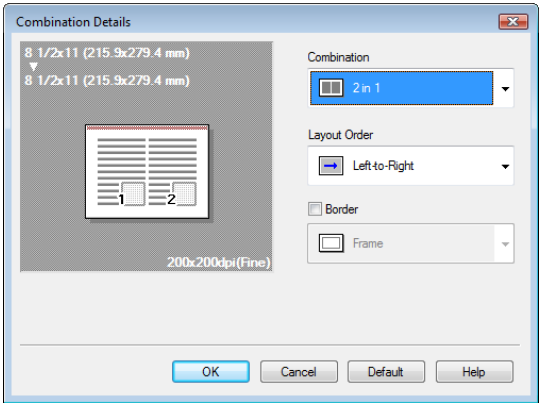 Combination Details
8 1/2x11 (215.9x279.4 mm)
8 1/2x11 (215.9x279.4 mm)
1 2
200x200dpi(Fine)
Combination
2 in 1
Layout Order
Left-to-Right
Border
Frame
OK Cancel Default Help